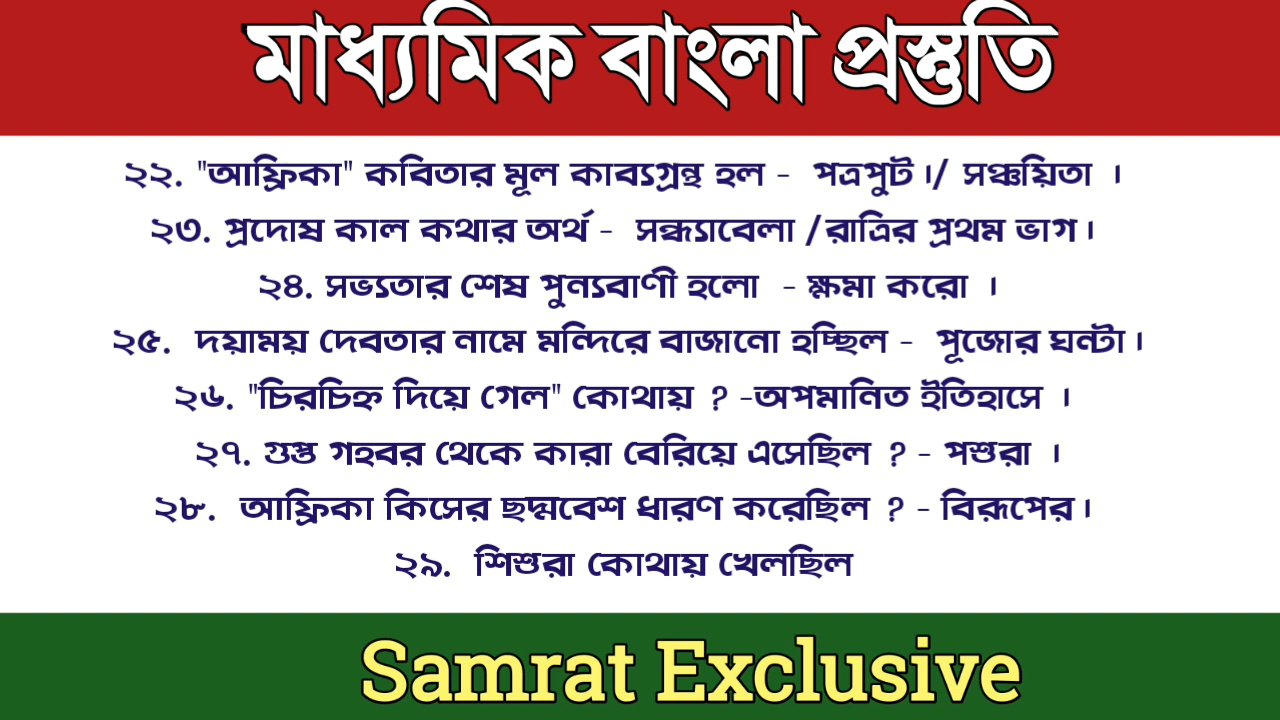 মাধ্যমিক বাংলা প্রস্তুতি
২২. "আফ্রিকা" কবিতার মূল কাব্যগ্রন্থ হল - পত্রপুট।/ সঞ্চয়িতা ।
২৩. প্রদোষ কাল কথার অর্থ - সন্ধ্যাবেলা /রাত্রির প্রথম ভাগ।
২৪. সভ্যতার শেষ পুন্যবাণী হলো - ক্ষমা করো ।
২৫. দয়াময় দেবতার নামে মন্দিরে বাজানো হচ্ছিল - পূজোর ঘন্টা।
২৬. "চিরচিহ্ন দিয়ে গেল" কোথায় ? -অপমানিত ইতিহাসে ।
২৭. গুপ্ত গহবর থেকে কারা বেরিয়ে এসেছিল ? - পশুরা ।
২৮. আফ্রিকা কিসের ছদ্মবেশ ধারণ করেছিল ? - বিরূপের।
২৯. শিশুরা কোথায় খেলছিল
Samrat Exclusive